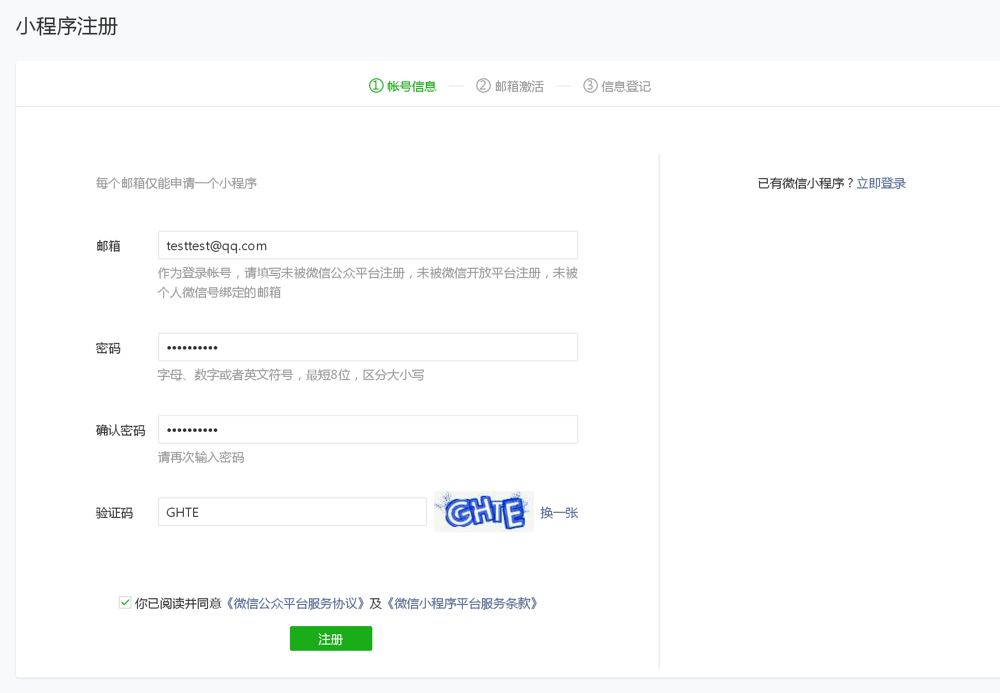 小程序注册
① 帐号信息 ② 邮箱激活 ③ 信息登记
每个邮箱仅能申请一个小程序
已有微信小程序？立即登录
邮箱 testtest@qq.com
作为登录帐号，请填写未被微信公众平台注册，未被微信开放平台注册，未被
个人微信号绑定的邮箱
密码 ••••••••••
字母、数字或者英文符号，最短8位，区分大小写
确认密码 ••••••••••
请再次输入密码
验证码 GHTE GHTE 换一张
你已阅读并同意《微信公众平台服务协议》及《微信小程序平台服务条款》
注册